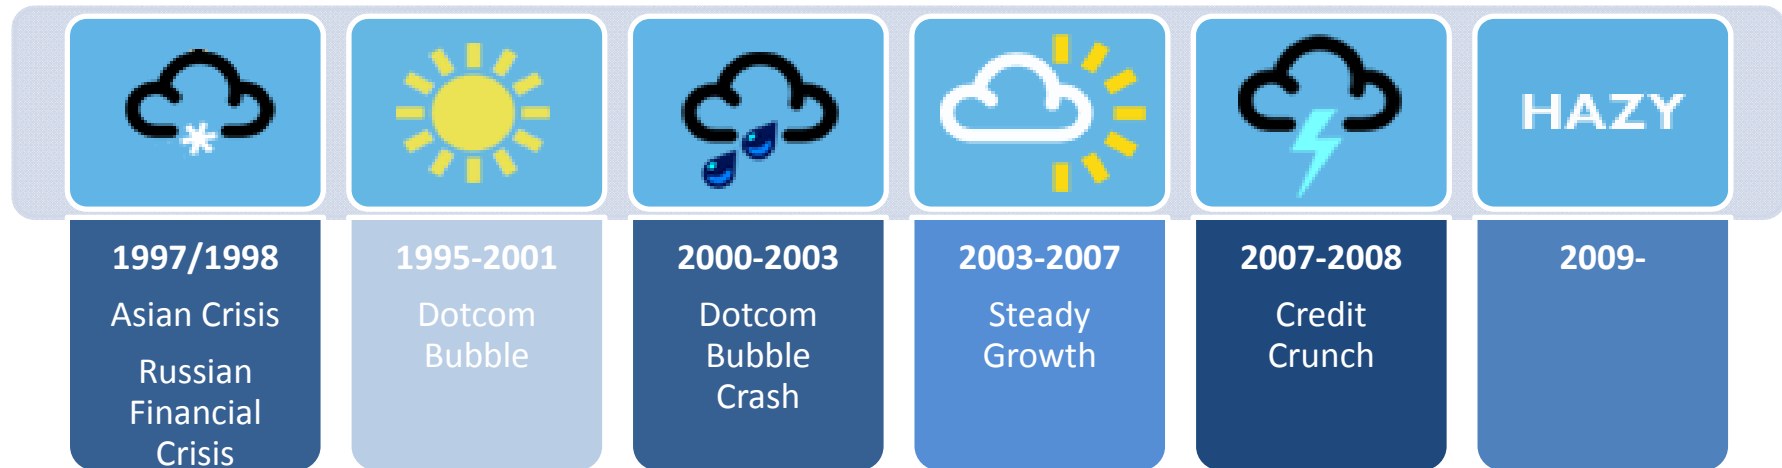 HAZY
1997/1998
Asian Crisis
Russian
Financial
Crisis
1995-2001
Dotcom
Bubble
2000-2003
Dotcom
Bubble
Crash
2003-2007
Steady
Growth
2007-2008
Credit
Crunch
2009-